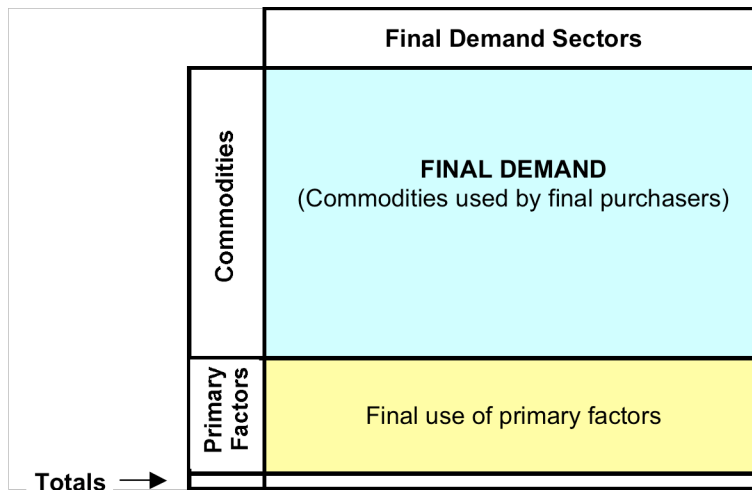 Final Demand Sectors
Commodities
FINAL DEMAND
(Commodities used by final purchasers)
Primary
Factors
Final use of primary factors
Totals